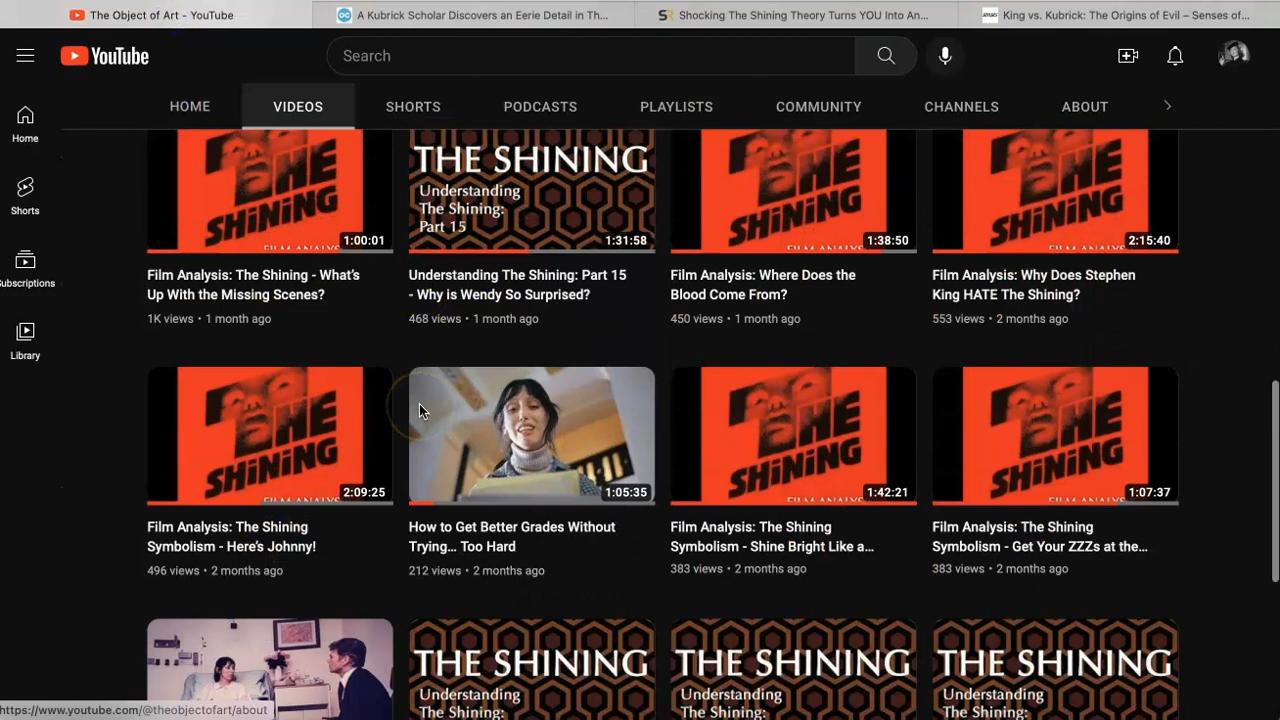 The Object of Art - YouTube
A Kubrick Scholar Discovers an Eerie Detail in Th...
Shocking The Shining Theory Turns YOU Into An...
King vs. Kubrick: The Origins of Evil – Senses of...
YouTube
Search
HOME
VIDEOS
SHORTS
PODCASTS
PLAYLISTS
COMMUNITY
CHANNELS
ABOUT
Home
Shorts
Subscriptions
Library
THE SHiNiNG
1:00:01
THE SHINING
Understanding
The Shining:
Part 15
1:31:58
THE SHiNiNG
1:38:50
THE SHiNiNG
2:15:40
Film Analysis: The Shining - What's
Up With the Missing Scenes?
1K views • 1 month ago
Understanding The Shining: Part 15
- Why is Wendy So Surprised?
468 views • 1 month ago
Film Analysis: Where Does the
Blood Come From?
450 views • 1 month ago
Film Analysis: Why Does Stephen
King HATE The Shining?
553 views • 2 months ago
THE SHiNiNG
2:09:25
1:05:35
THE SHiNiNG
1:42:21
THE SHiNiNG
1:07:37
Film Analysis: The Shining
Symbolism - Here's Johnny!
496 views • 2 months ago
How to Get Better Grades Without
Trying... Too Hard
212 views • 2 months ago
Film Analysis: The Shining
Symbolism - Shine Bright Like a...
383 views • 2 months ago
Film Analysis: The Shining
Symbolism - Get Your ZZZs at the...
383 views • 2 months ago
THE SHINING
Understanding
The Shining:
THE SHINING
Understanding
The Shining:
THE SHINING
Understanding
The Shining:
https://www.youtube.com/@theobjectofart/about